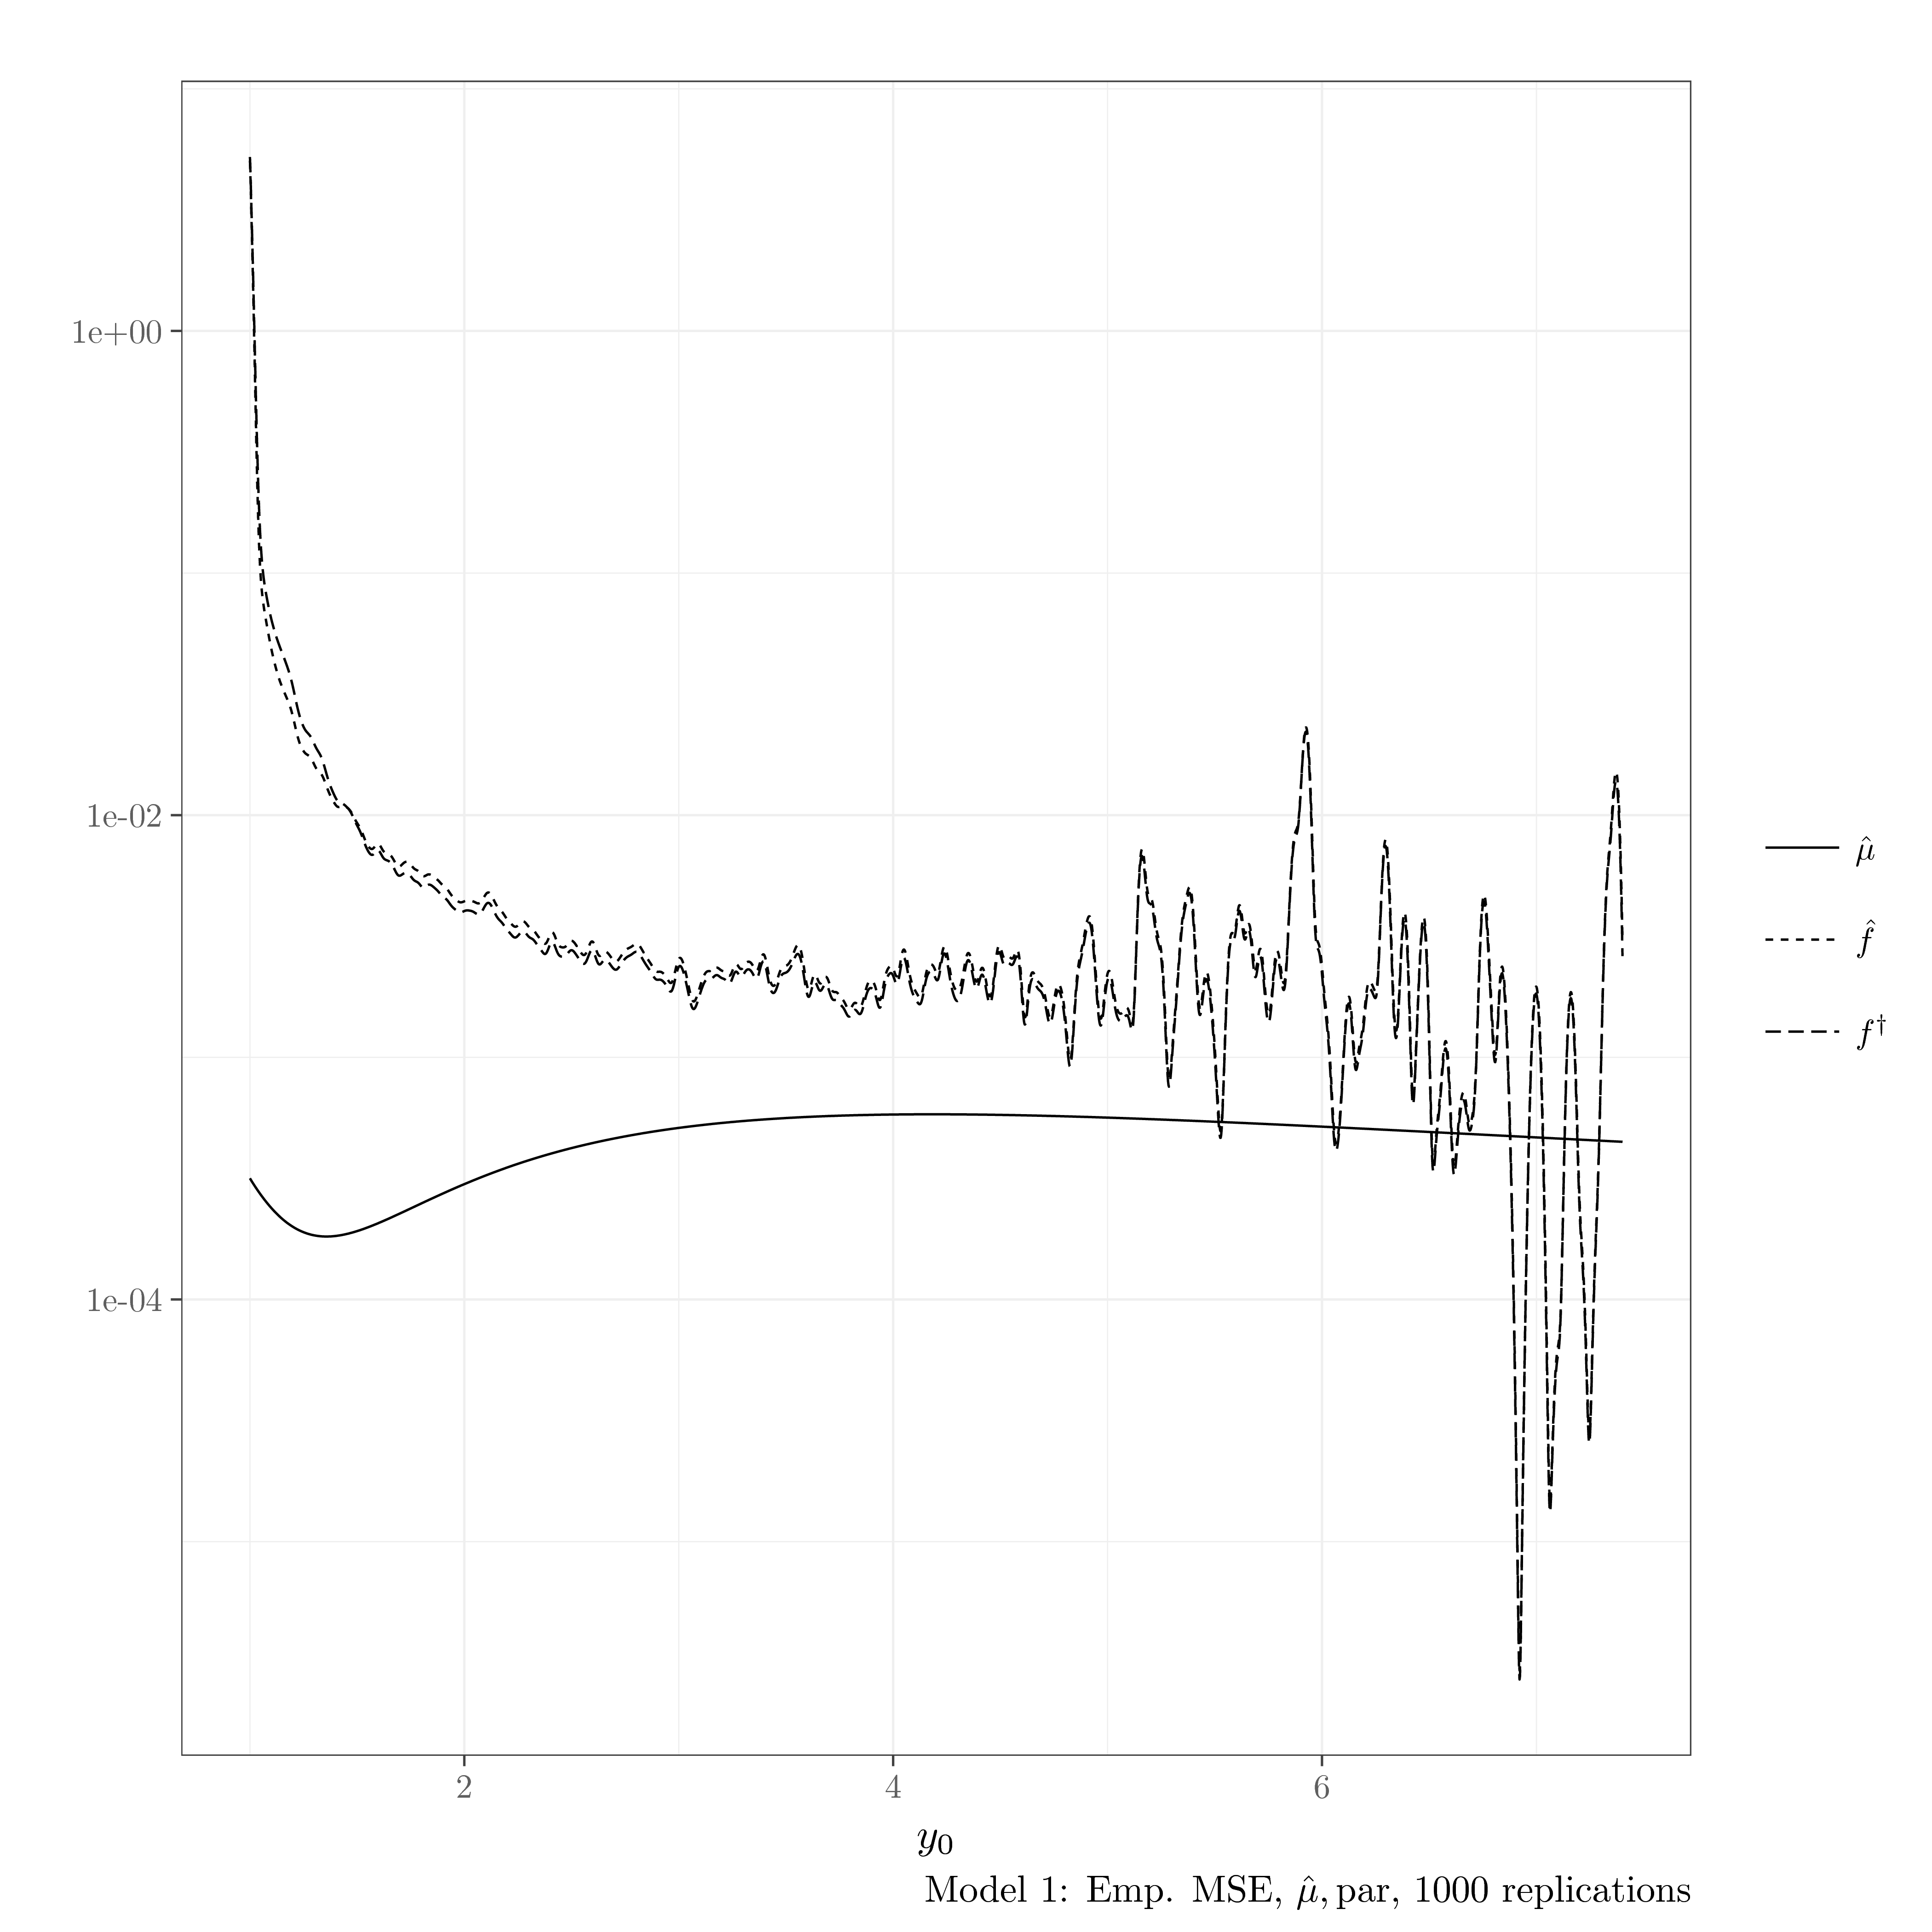 1e+00
1e-02
1e-04
2
4
6
y₀
μ̂
f̂
f†
Model 1: Emp. MSE, μ̂, par, 1000 replications